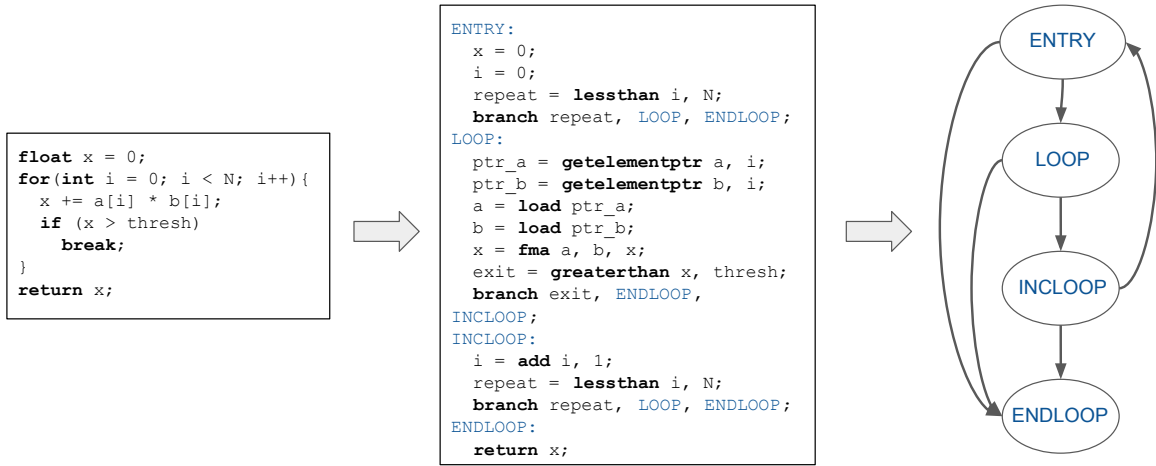 float x = 0;
for(int i = 0; i < N; i++){
x += a[i] * b[i];
if (x > thresh)
break;
}
return x;
ENTRY:
x = 0;
i = 0;
repeat = lessthan i, N;
branch repeat, LOOP, ENDLOOP;
LOOP:
ptr_a = getelementptr a, i;
ptr_b = getelementptr b, i;
a = load ptr_a;
b = load ptr_b;
x = fma a, b, x;
exit = greaterthan x, thresh;
branch exit, ENDLOOP,
INCLOOP;
INCLOOP:
i = add i, 1;
repeat = lessthan i, N;
branch repeat, LOOP, ENDLOOP;
ENDLOOP:
return x;
ENTRY
LOOP
INCLOOP
ENDLOOP